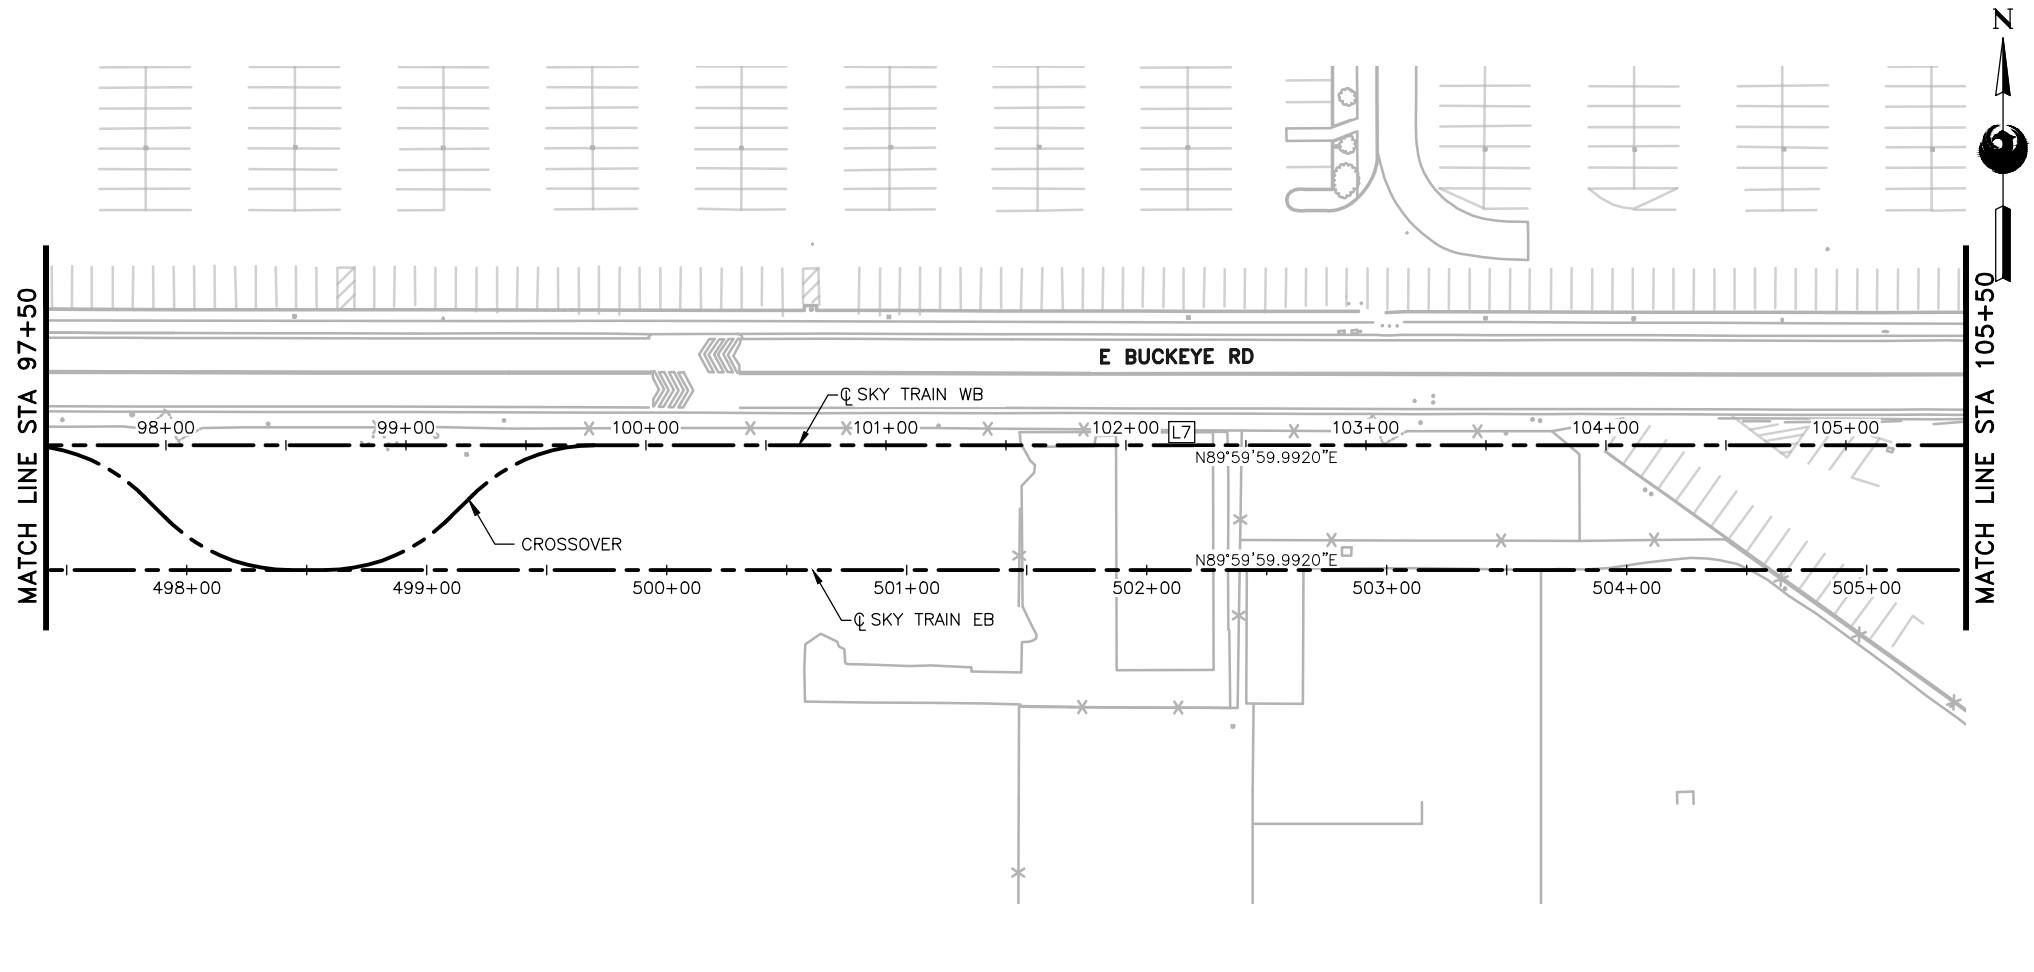 N
E BUCKEYE RD
℄ SKY TRAIN WB
98+00 99+00 100+00 101+00 102+00 L7 103+00 104+00 105+00
N89°59'59.9920"E
MATCH LINE STA 97+50
MATCH LINE STA 105+50
CROSSOVER
N89°59'59.9920"E
498+00 499+00 500+00 501+00 502+00 503+00 504+00 505+00
℄ SKY TRAIN EB